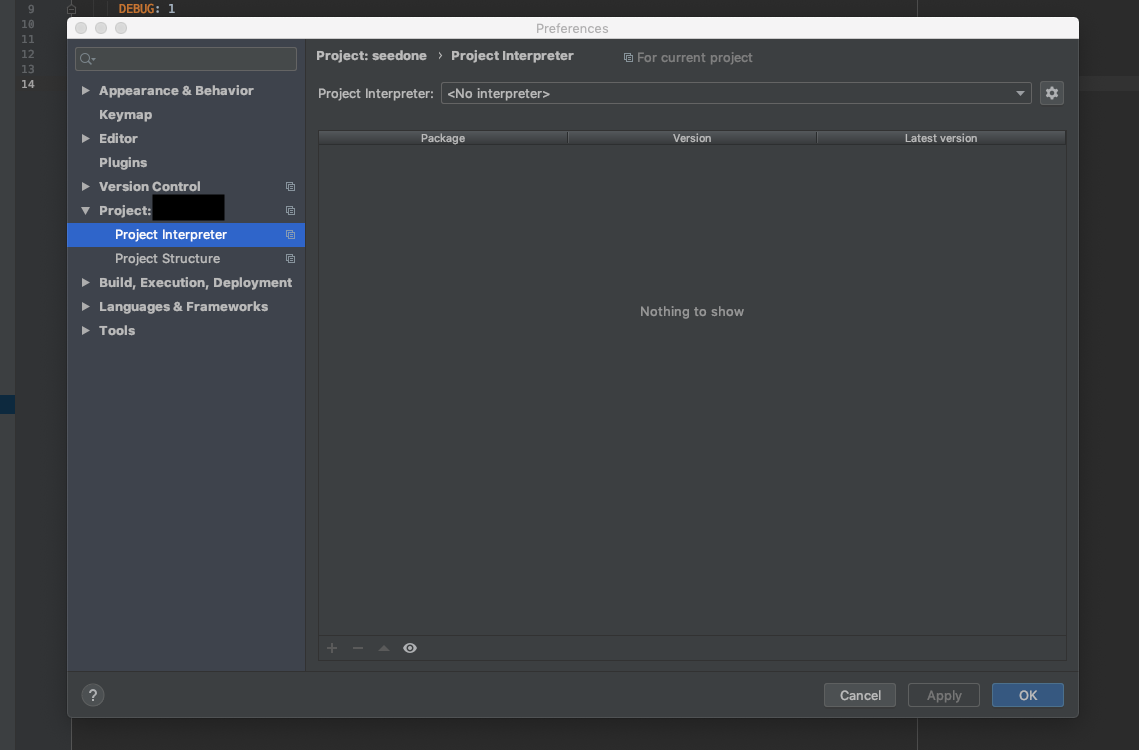 9 DEBUG: 1
10
11
12
13
14
Preferences
Project: seedone › Project Interpreter For current project
Project Interpreter: <No interpreter>
Appearance & Behavior
Keymap
Editor
Plugins
Version Control
Project:
Project Interpreter
Project Structure
Build, Execution, Deployment
Languages & Frameworks
Tools
Package Version Latest version
Nothing to show
? Cancel Apply OK